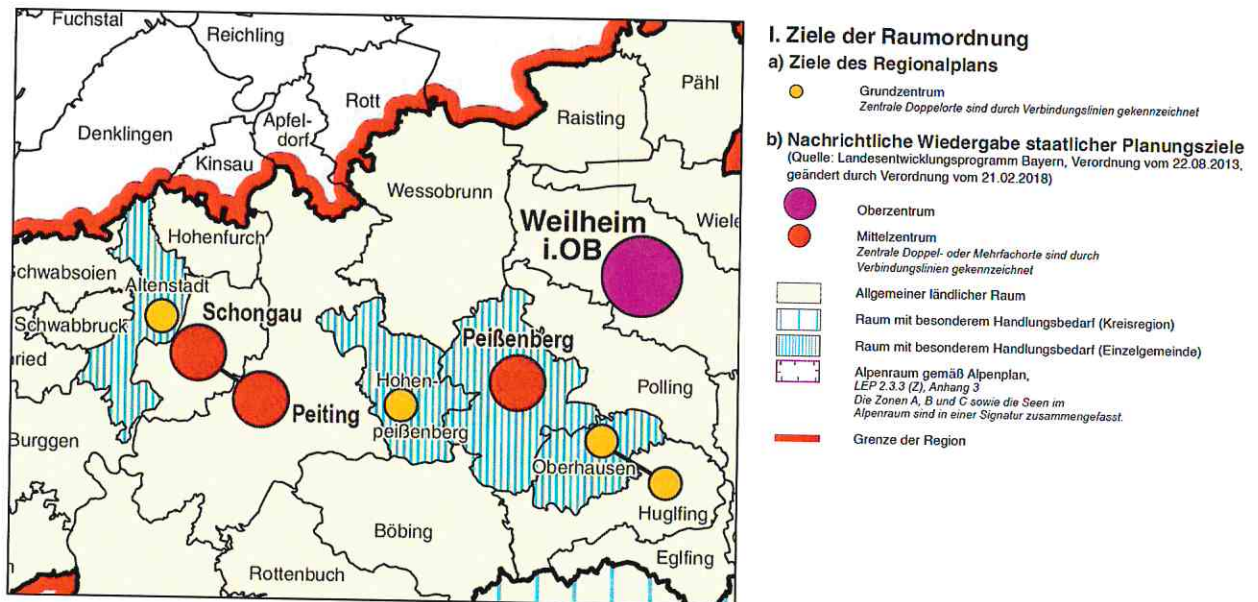 Fuchstal
Reichling
Denklingen
Rott
Apfel-
dorf
Kinsau
Raisting
Pähl
Wessobrunn
Weilheim
i.OB
Wiele
Hohenfurch
Schwabsoien
Altenstadt
Schongau
Schwabbruck
Peißenberg
nried
Hohen-
peißenberg
Peiting
Polling
Burggen
Oberhausen
Huglfing
Böbing
Eglfing
Rottenbuch
I. Ziele der Raumordnung
a) Ziele des Regionalplans
Grundzentrum
Zentrale Doppelorte sind durch Verbindungslinien gekennzeichnet
b) Nachrichtliche Wiedergabe staatlicher Planungsziele
(Quelle: Landesentwicklungsprogramm Bayern, Verordnung vom 22.08.2013,
geändert durch Verordnung vom 21.02.2018)
Oberzentrum
Mittelzentrum
Zentrale Doppel- oder Mehrfachorte sind durch
Verbindungslinien gekennzeichnet
Allgemeiner ländlicher Raum
Raum mit besonderem Handlungsbedarf (Kreisregion)
Raum mit besonderem Handlungsbedarf (Einzelgemeinde)
Alpenraum gemäß Alpenplan,
LEP 2.3.3 (Z), Anhang 3
Die Zonen A, B und C sowie die Seen im
Alpenraum sind in einer Signatur zusammengefasst.
Grenze der Region